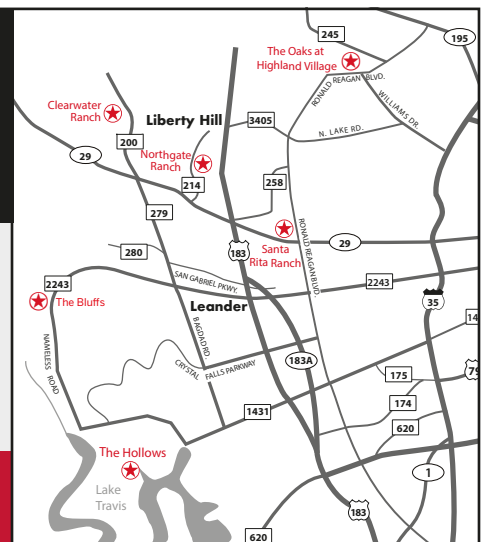 245
195
The Oaks at
Highland Village
RONALD REAGAN BLVD.
WILLIAMS DR.
Clearwater
Ranch
Liberty Hill
3405
N. LAKE RD.
200
29
Northgate
Ranch
214
258
279
Santa
Rita Ranch
RONALD REAGAN BLVD.
29
280
183
SAN GABRIEL PKWY.
2243
2243
The Bluffs
Leander
35
BAGDAD RD.
14
NAMELESS ROAD
CRYSTAL FALLS PARKWAY
183A
175
79
174
1431
620
The Hollows
Lake
Travis
1
183
620